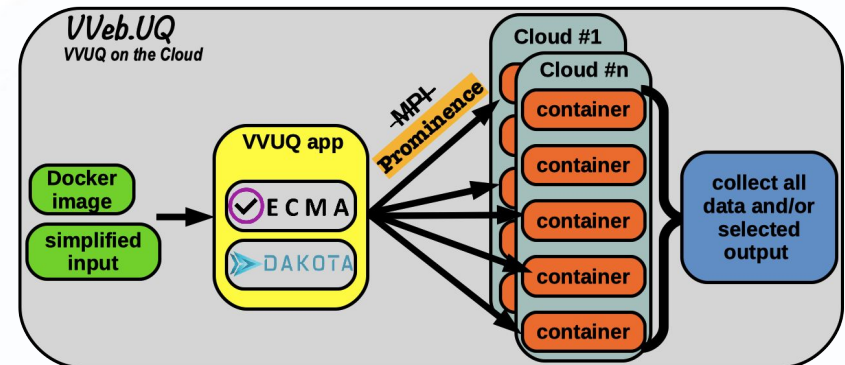 VVeb.UQ
VVUQ on the Cloud
Docker
image
simplified
input
VVUQ app
ECMA
DAKOTA
MPI
Prominence
Cloud #1
Cloud #n
container
container
container
container
container
collect all
data and/or
selected
output